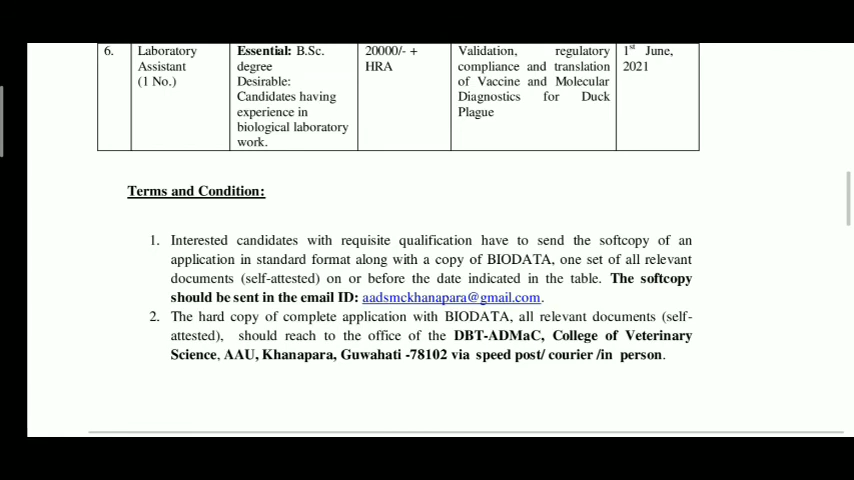 6.
Laboratory
Assistant
(1 No.)
Essential: B.Sc.
degree
Desirable:
Candidates having
experience in
biological laboratory
work.
20000/- +
HRA
Validation, regulatory
compliance and translation
of Vaccine and Molecular
Diagnostics for Duck
Plague
1st June,
2021
Terms and Condition:
1. Interested candidates with requisite qualification have to send the softcopy of an
application in standard format along with a copy of BIODATA, one set of all relevant
documents (self-attested) on or before the date indicated in the table. The softcopy
should be sent in the email ID: aadsmckhanapara@gmail.com.
2. The hard copy of complete application with BIODATA, all relevant documents (self-
attested), should reach to the office of the DBT-ADMaC, College of Veterinary
Science, AAU, Khanapara, Guwahati -78102 via speed post/ courier /in person.